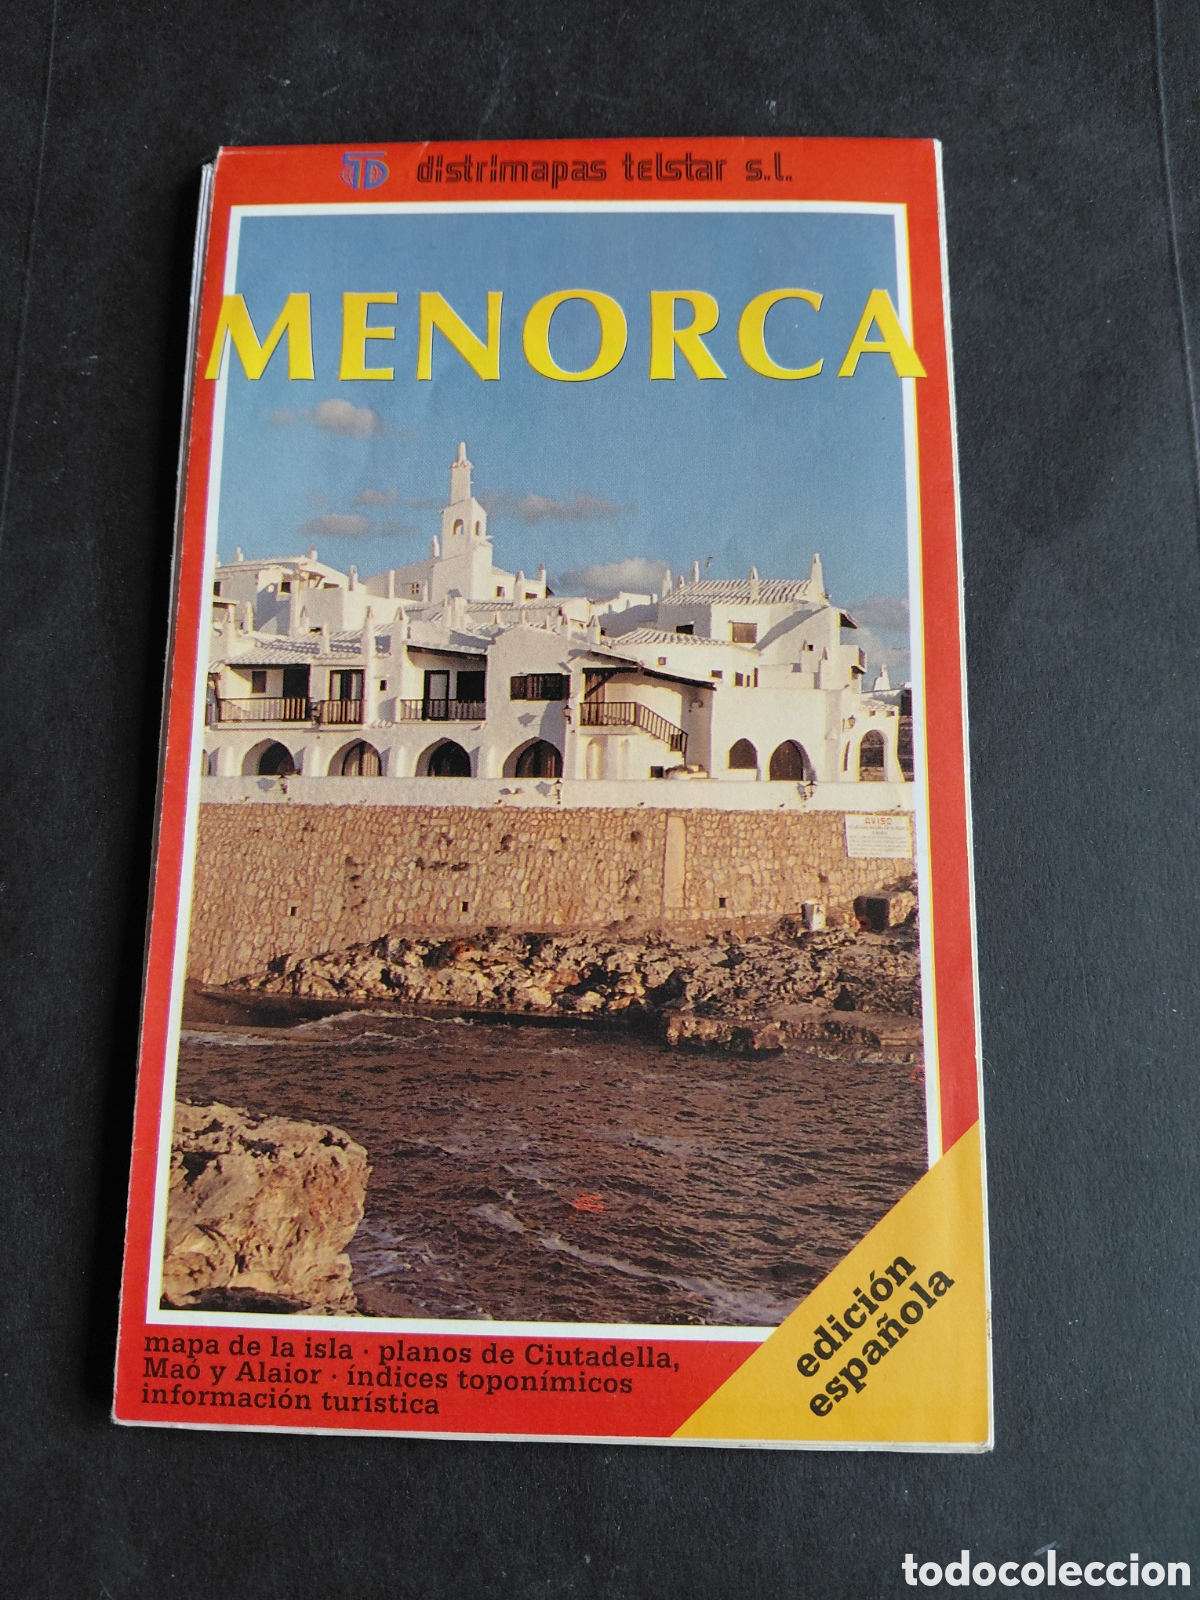 TD distrimapas telstar s.l.
MENORCA
AVISO
mapa de la isla · planos de Ciutadella,
Maó y Alaior · índices toponímicos
información turística
edición
española
todocoleccion